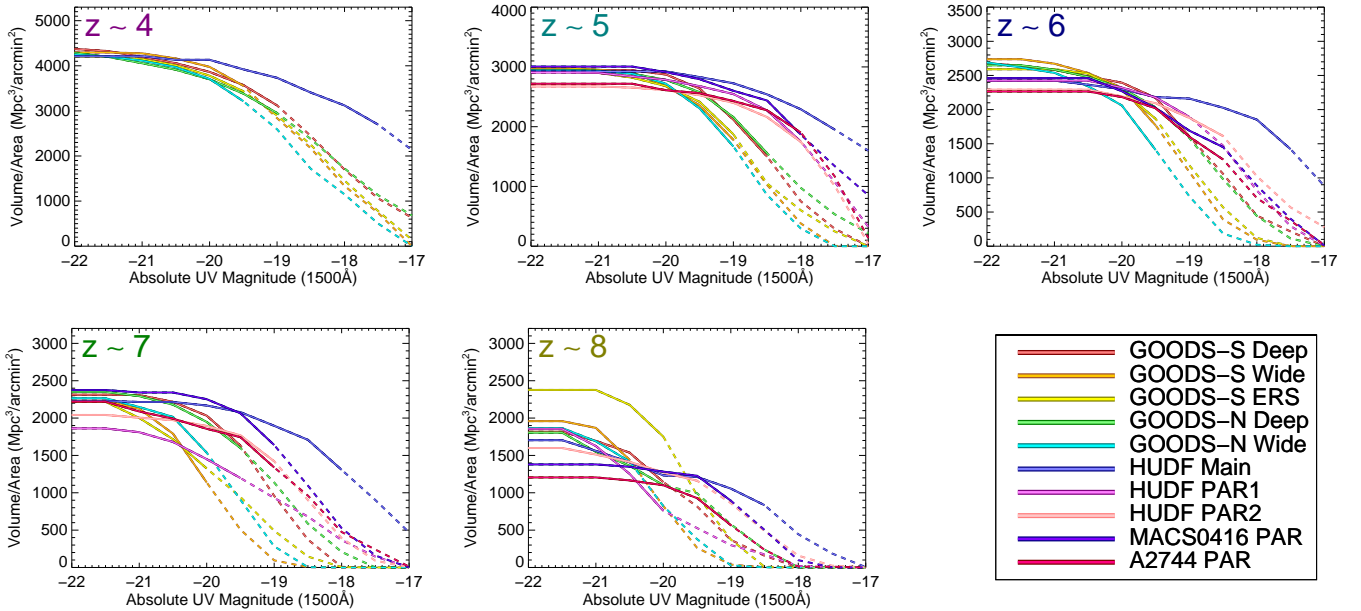 z ~ 4
Volume/Area (Mpc³/arcmin²)
5000
4000
3000
2000
1000
0
−22 −21 −20 −19 −18 −17
Absolute UV Magnitude (1500Å)
z ~ 5
Volume/Area (Mpc³/arcmin²)
4000
3000
2000
1000
0
−22 −21 −20 −19 −18 −17
Absolute UV Magnitude (1500Å)
z ~ 6
Volume/Area (Mpc³/arcmin²)
3500
3000
2500
2000
1500
1000
500
0
−22 −21 −20 −19 −18 −17
Absolute UV Magnitude (1500Å)
z ~ 7
Volume/Area (Mpc³/arcmin²)
3000
2500
2000
1500
1000
500
0
−22 −21 −20 −19 −18 −17
Absolute UV Magnitude (1500Å)
z ~ 8
Volume/Area (Mpc³/arcmin²)
3000
2500
2000
1500
1000
500
0
−22 −21 −20 −19 −18 −17
Absolute UV Magnitude (1500Å)
GOODS−S Deep
GOODS−S Wide
GOODS−S ERS
GOODS−N Deep
GOODS−N Wide
HUDF Main
HUDF PAR1
HUDF PAR2
MACS0416 PAR
A2744 PAR